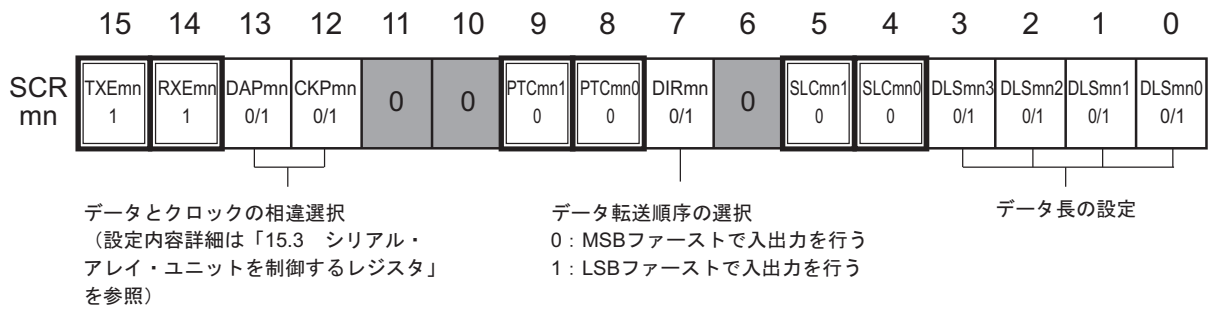 15 14 13 12 11 10 9 8 7 6 5 4 3 2 1 0
SCR
mn
TXEmn RXEmn DAPmn CKPmn 0 0 PTCmn1 PTCmn0 DIRmn 0 SLCmn1 SLCmn0 DLSmn3 DLSmn2 DLSmn1 DLSmn0
1 1 0/1 0/1 0 0 0/1 0 0 0/1 0/1 0/1 0/1
データとクロックの相違選択
（設定内容詳細は「15.3　シリアル・
アレイ・ユニットを制御するレジスタ」
を参照）
データ転送順序の選択
0：MSBファーストで入出力を行う
1：LSBファーストで入出力を行う
データ長の設定